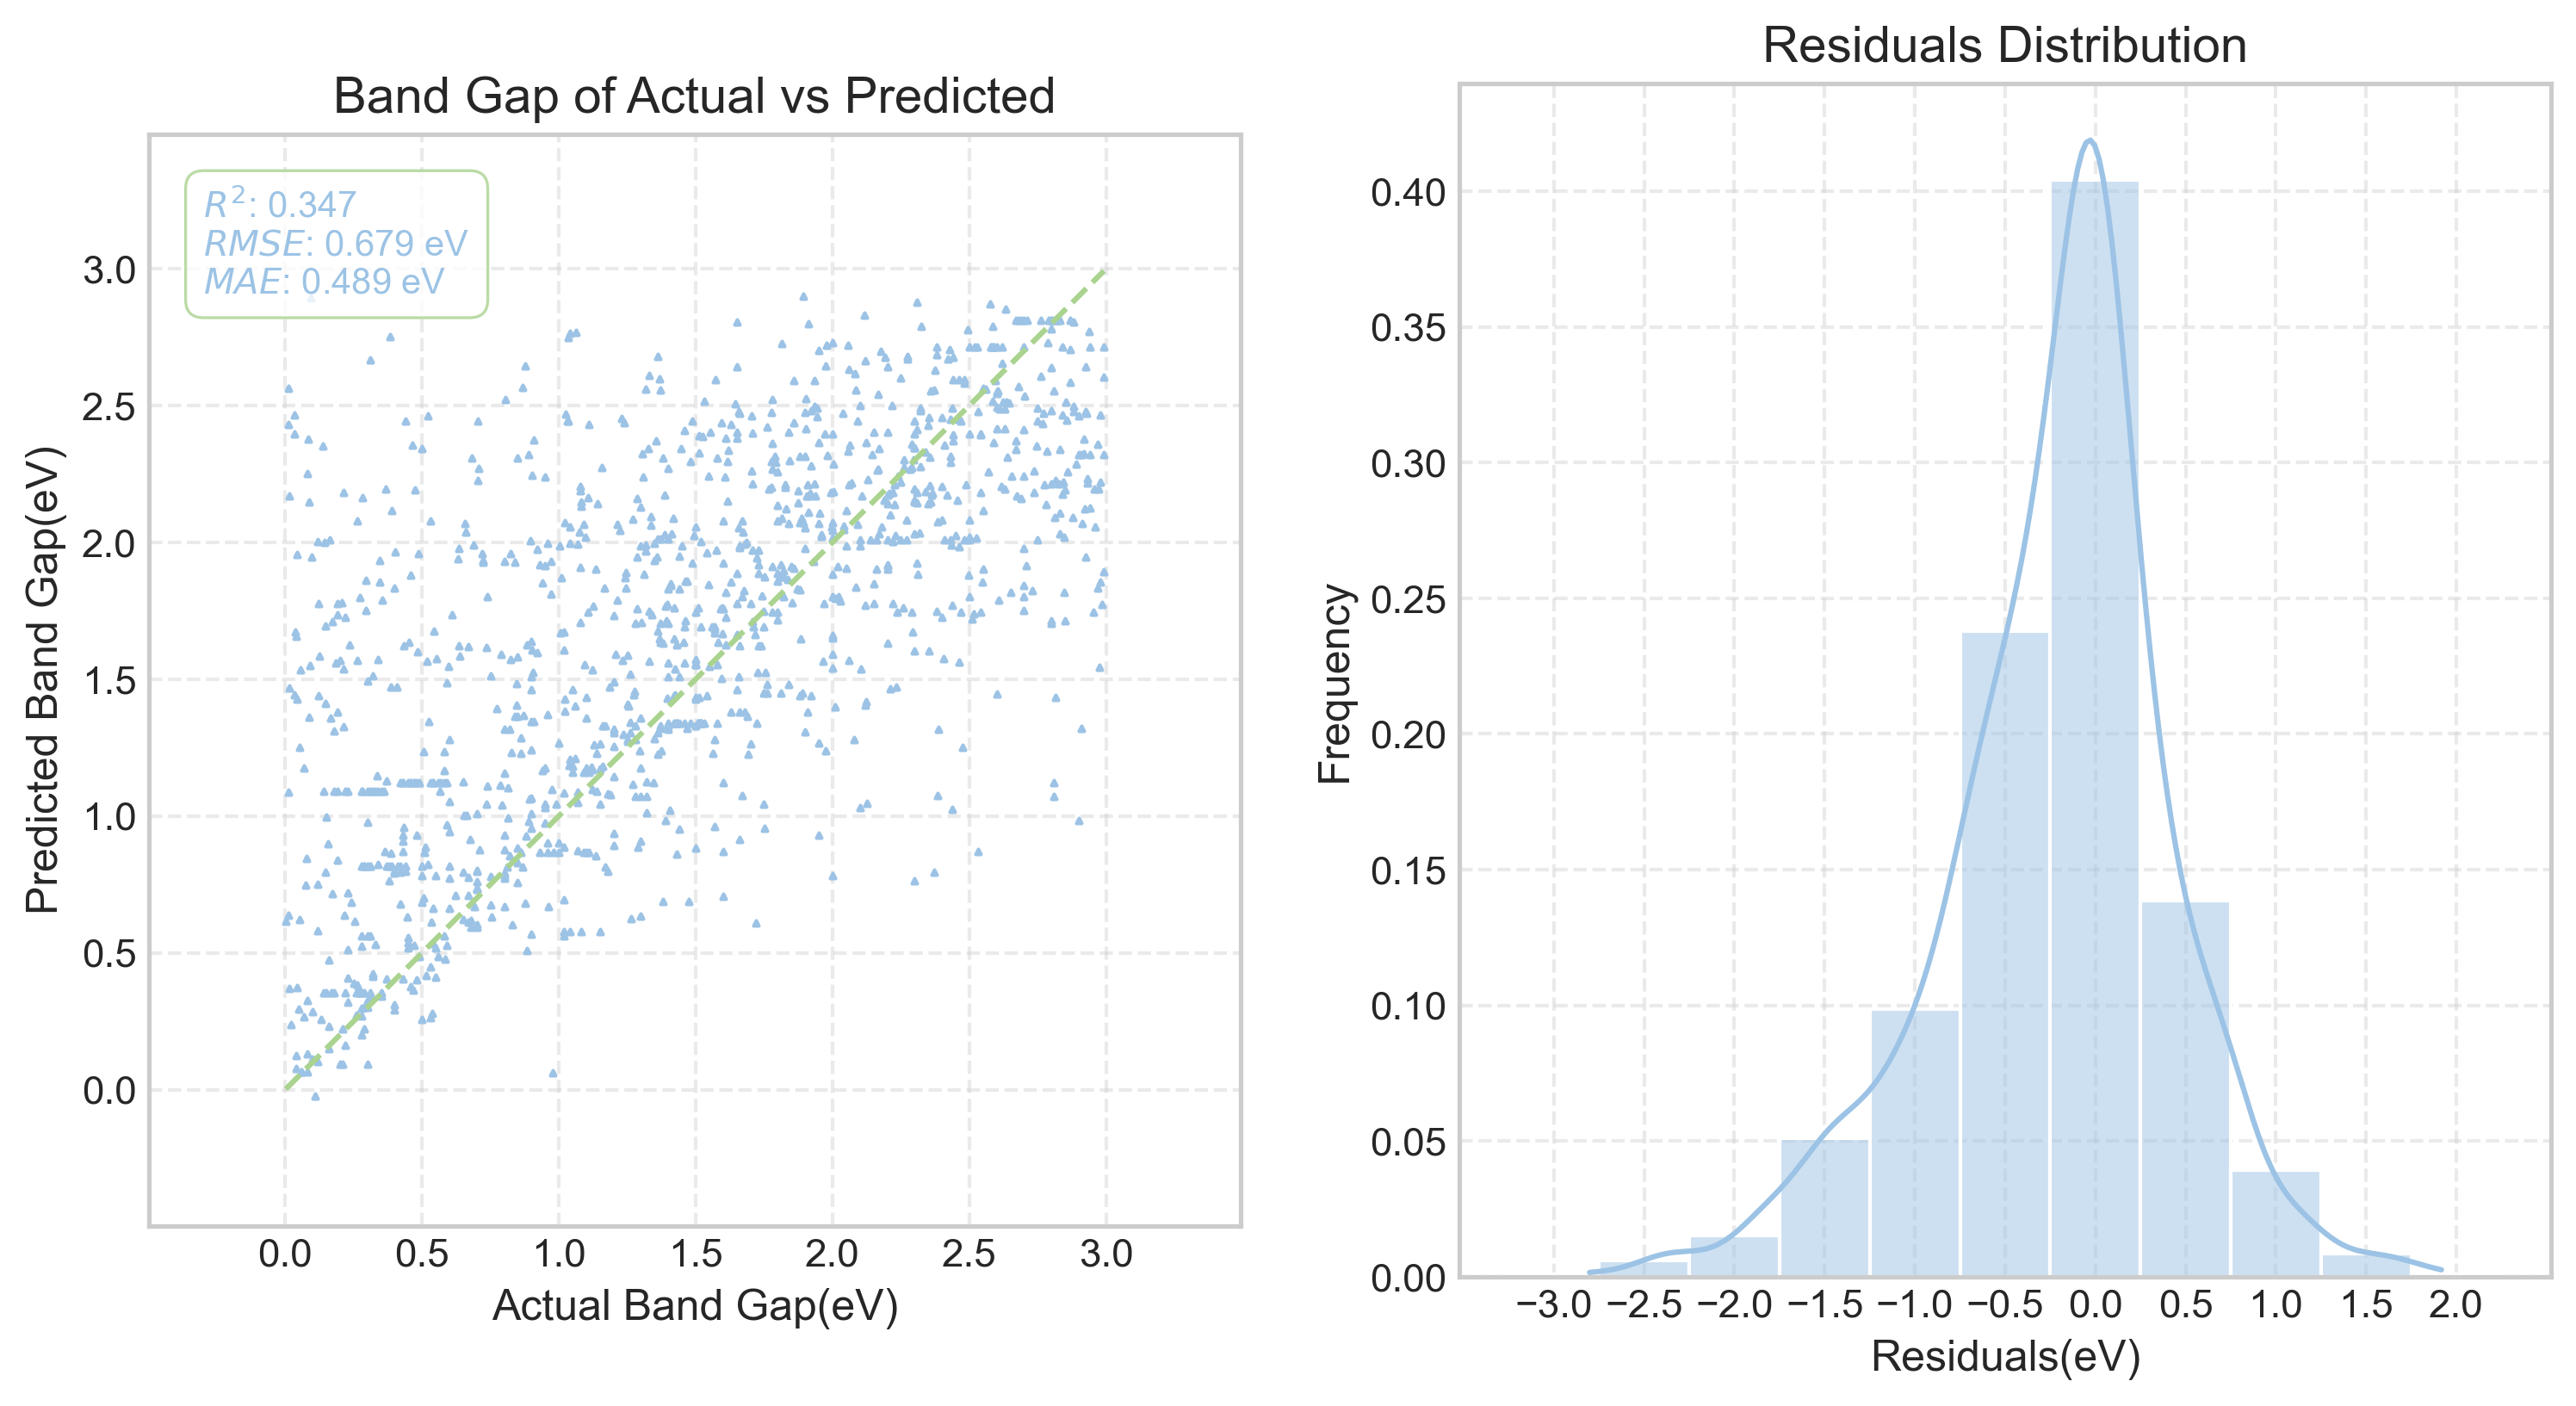 Band Gap of Actual vs Predicted
R²: 0.347
RMSE: 0.679 eV
MAE: 0.489 eV
3.0
2.5
2.0
1.5
1.0
0.5
0.0
Predicted Band Gap(eV)
0.0 0.5 1.0 1.5 2.0 2.5 3.0
Actual Band Gap(eV)
Residuals Distribution
0.40
0.35
0.30
0.25
0.20
0.15
0.10
0.05
0.00
Frequency
−3.0 −2.5 −2.0 −1.5 −1.0 −0.5 0.0 0.5 1.0 1.5 2.0
Residuals(eV)